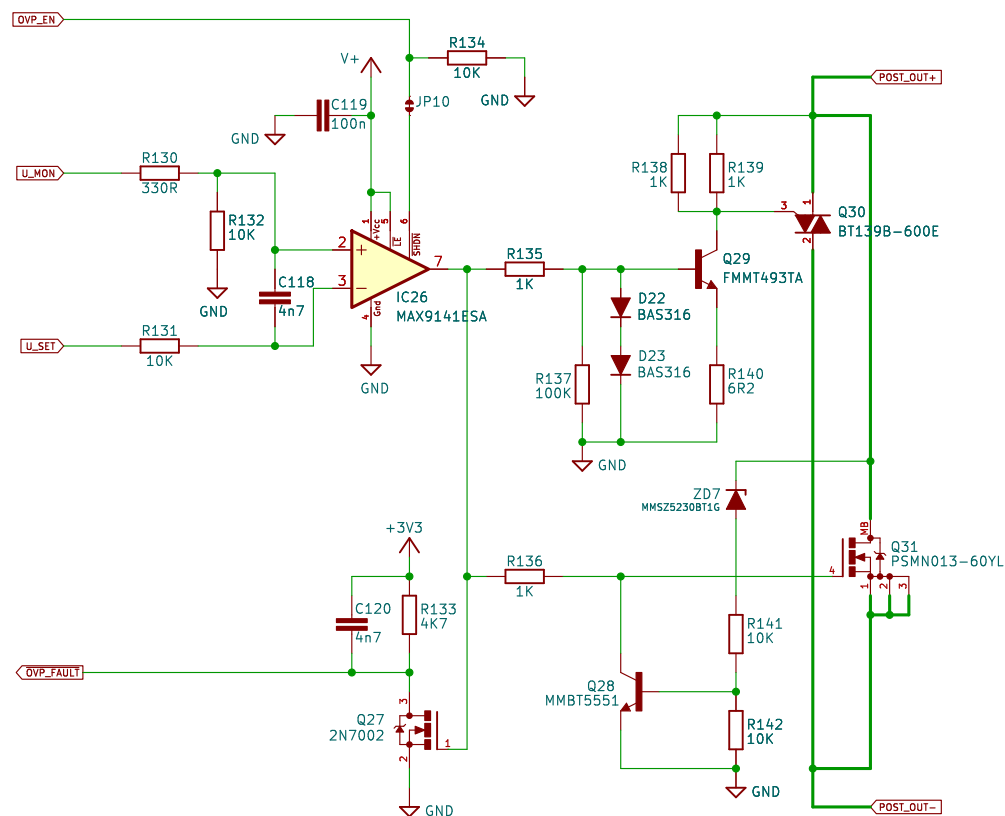 OVP_EN
R134
10K
GND
V+
C119
100n
GND
JP10
POST_OUT+
U_MON
R130
330R
R132
10K
GND
1
+Vcc
5
LE
6
SHDN
2
+
3
−
7
4
Gnd
IC26
MAX9141ESA
C118
4n7
U_SET
R131
10K
GND
R138
1K
R139
1K
3
1
2
Q30
BT139B-600E
R135
1K
Q29
FMMT493TA
D22
BAS316
D23
BAS316
R137
100K
R140
6R2
GND
ZD7
MMSZ5230BT1G
+3V3
R136
1K
MB
Q31
PSMN013-60YL
4
1
2
3
C120
4n7
R133
4K7
R141
10K
OVP_FAULT
Q28
MMBT5551
3
Q27
2N7002
1
2
R142
10K
GND
GND
POST_OUT-